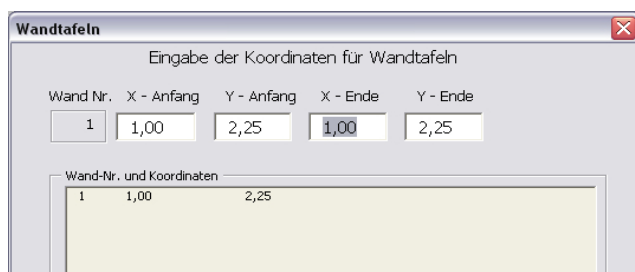 Wandtafeln
Eingabe der Koordinaten für Wandtafeln
Wand Nr. X - Anfang Y - Anfang X - Ende Y - Ende
1 1,00 2,25 1,00 2,25
Wand-Nr. und Koordinaten
1 1,00 2,25